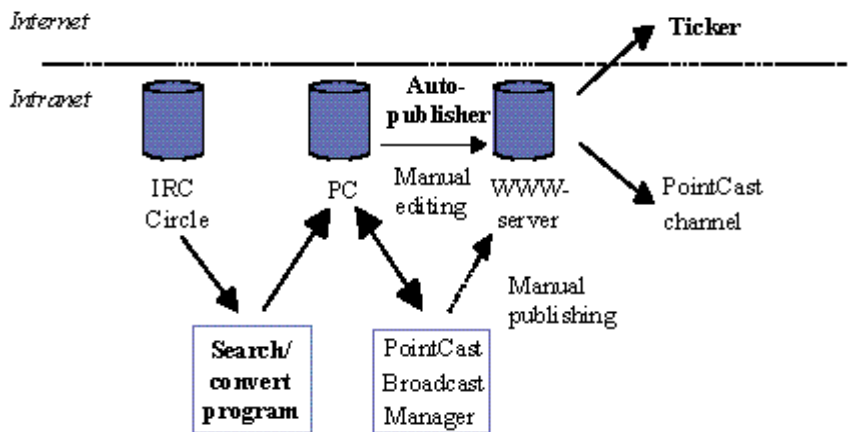 Internet
Ticker
Intranet
Auto-
publisher
Manual
editing
IRC
Circle
PC
WWW-
server
PointCast
channel
Manual
publishing
Search/
convert
program
PointCast
Broadcast
Manager